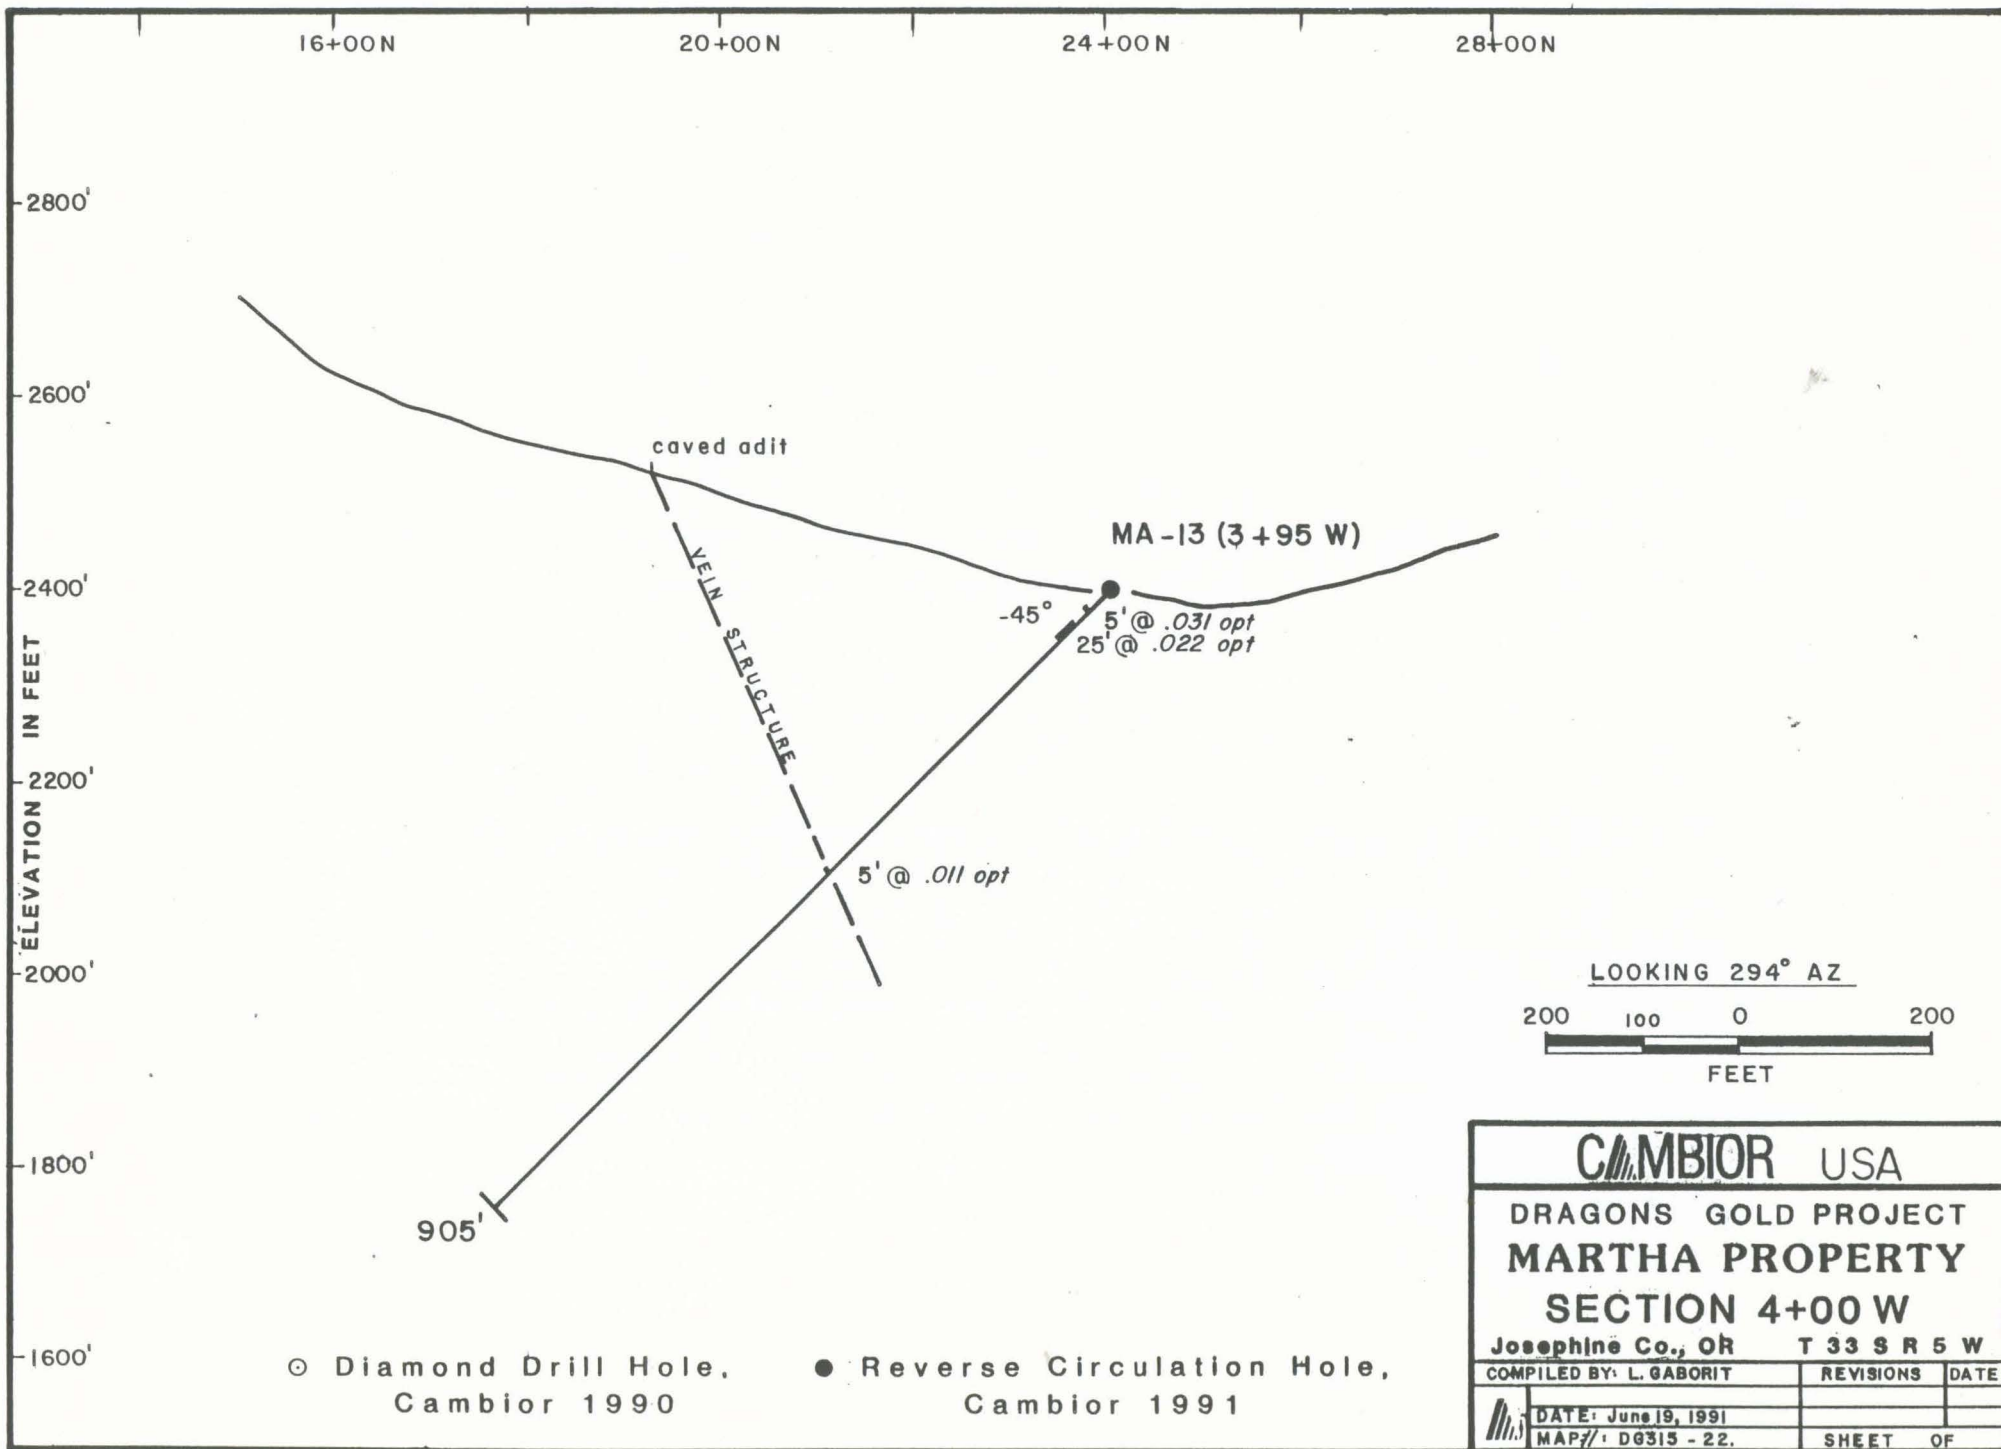 16+00N 20+00N 24+00N 28+00N
2800'
2600'
caved adit
MA-13 (3+95 W)
2400'
-45°
5' @ .031 opt
25' @ .022 opt
VEIN STRUCTURE
ELEVATION IN FEET
2200'
5' @ .011 opt
2000'
LOOKING 294° AZ
200 100 0 200
FEET
1800'
905'
1600'
Diamond Drill Hole,
Cambior 1990
Reverse Circulation Hole,
Cambior 1991
CAMBIOR USA
DRAGONS GOLD PROJECT
MARTHA PROPERTY
SECTION 4+00 W
Josephine Co., OR T 33 S R 5 W
COMPILED BY: L. GABORIT REVISIONS DATE
DATE: June 19, 1991
MAP#: DG315 - 22. SHEET OF